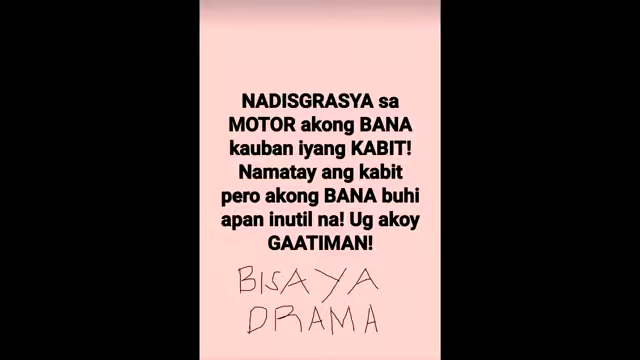 NADISGRASYA sa
MOTOR akong BANA
kauban iyang KABIT!
Namatay ang kabit
pero akong BANA buhi
apan inutil na! Ug akoy
GAATIMAN!
BISAYA
DRAMA